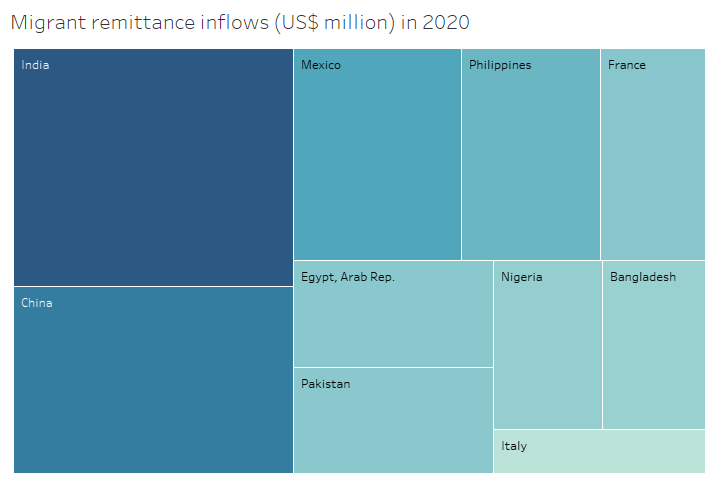 Migrant remittance inflows (US$ million) in 2020
India
Mexico
Philippines
France
Egypt, Arab Rep.
Nigeria
Bangladesh
China
Pakistan
Italy